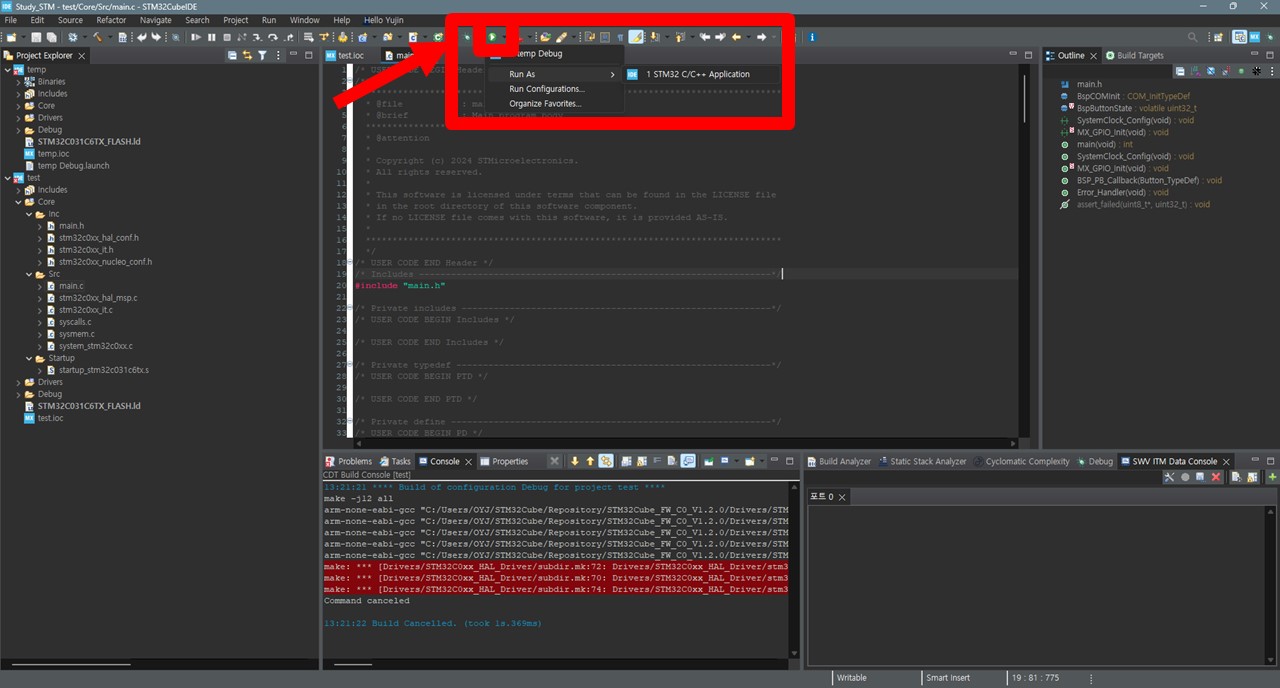 Study_STM - test/Core/Src/main.c - STM32CubeIDE
File Edit Source Refactor Navigate Search Project Run Window Help Hello Yujin
Project Explorer
temp
Binaries
Includes
Core
Drivers
Debug
STM32C031C6TX_FLASH.ld
temp.ioc
temp Debug.launch
test
Includes
Core
Inc
main.h
stm32c0xx_hal_conf.h
stm32c0xx_it.h
stm32c0xx_nucleo_conf.h
Src
main.c
stm32c0xx_hal_msp.c
stm32c0xx_it.c
syscalls.c
sysmem.c
system_stm32c0xx.c
Startup
startup_stm32c031c6tx.s
Drivers
Debug
STM32C031C6TX_FLASH.ld
test.ioc
test.ioc
temp Debug
Run As
1 STM32 C/C++ Application
Run Configurations...
Organize Favorites...
* @file : ma
* @brief : Main program body
* @attention
*
* Copyright (c) 2024 STMicroelectronics.
* All rights reserved.
*
* This software is licensed under terms that can be found in the LICENSE file
* in the root directory of this software component.
* If no LICENSE file comes with this software, it is provided AS-IS.
*
*/
/* USER CODE END Header */
/* Includes ------------------------------------------------------------------*/
#include "main.h"
/* Private includes ----------------------------------------------------------*/
/* USER CODE BEGIN Includes */
/* USER CODE END Includes */
/* Private typedef -----------------------------------------------------------*/
/* USER CODE BEGIN PTD */
/* USER CODE END PTD */
/* Private define ------------------------------------------------------------*/
/* USER CODE BEGIN PD */
Outline
Build Targets
main.h
BspCOMInit : COM_InitTypeDef
BspButtonState : volatile uint32_t
SystemClock_Config(void) : void
MX_GPIO_Init(void) : void
main(void) : int
SystemClock_Config(void) : void
MX_GPIO_Init(void) : void
BSP_PB_Callback(Button_TypeDef) : void
Error_Handler(void) : void
assert_failed(uint8_t*, uint32_t) : void
Problems Tasks Console Properties
CDT Build Console [test]
13:21:21 **** Build of configuration Debug for project test ****
make -j12 all
arm-none-eabi-gcc "C:/Users/OYJ/STM32Cube/Repository/STM32Cube_FW_C0_V1.2.0/Drivers/STM
arm-none-eabi-gcc "C:/Users/OYJ/STM32Cube/Repository/STM32Cube_FW_C0_V1.2.0/Drivers/STM
arm-none-eabi-gcc "C:/Users/OYJ/STM32Cube/Repository/STM32Cube_FW_C0_V1.2.0/Drivers/STM
arm-none-eabi-gcc "C:/Users/OYJ/STM32Cube/Repository/STM32Cube_FW_C0_V1.2.0/Drivers/STM
arm-none-eabi-gcc "C:/Users/OYJ/STM32Cube/Repository/STM32Cube_FW_C0_V1.2.0/Drivers/STM
make: *** [Drivers/STM32C0xx_HAL_Driver/subdir.mk:72: Drivers/STM32C0xx_HAL_Driver/stm3
make: *** [Drivers/STM32C0xx_HAL_Driver/subdir.mk:70: Drivers/STM32C0xx_HAL_Driver/stm3
make: *** [Drivers/STM32C0xx_HAL_Driver/subdir.mk:74: Drivers/STM32C0xx_HAL_Driver/stm3
Command canceled
13:21:22 Build Cancelled. (took 1s.369ms)
Build Analyzer Static Stack Analyzer Cyclomatic Complexity Debug SWV ITM Data Console
포트 0
Writable Smart Insert 19 : 81 : 775